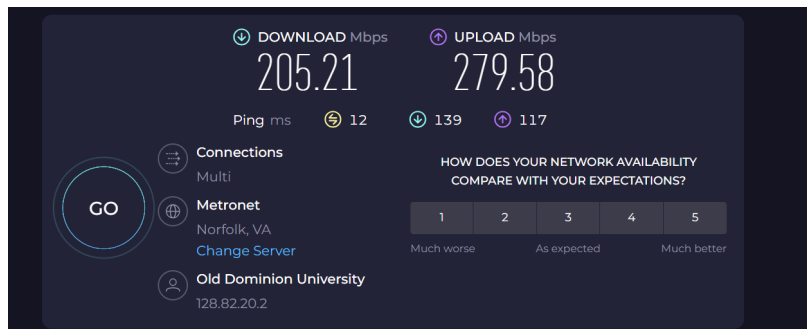 DOWNLOAD Mbps
UPLOAD Mbps
205.21
279.58
Ping ms 12 139 117
GO
Connections
Multi
Metronet
Norfolk, VA
Change Server
Old Dominion University
128.82.20.2
HOW DOES YOUR NETWORK AVAILABILITY
COMPARE WITH YOUR EXPECTATIONS?
1 2 3 4 5
Much worse As expected Much better